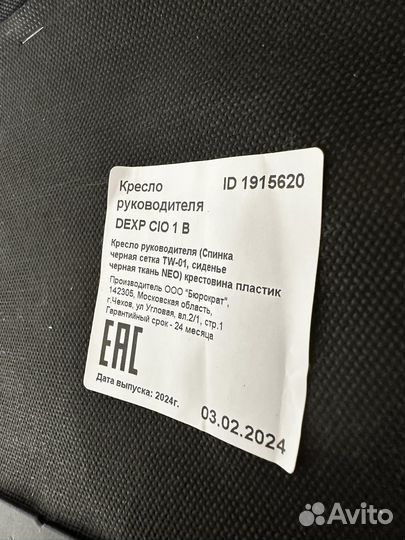 Кресло
руководителя
ID 1915620
DEXP CIO 1 B
Кресло руководителя (Спинка
черная сетка TW-01, сиденье
черная ткань NEO) крестовина пластик
Производитель ООО "Бюрократ",
142305, Московская область,
г.Чехов, ул Угловая, вл.2/1, стр.1
Гарантийный срок - 24 месяца
EAC
Дата выпуска: 2024г.
03.02.2024
Avito